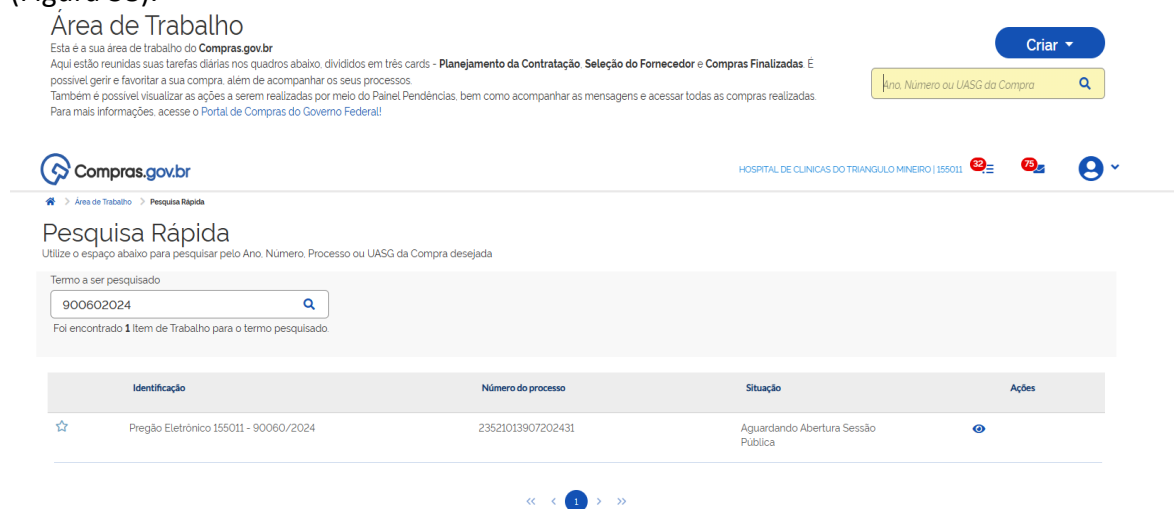 (Figura 38).
Área de Trabalho
Esta é a sua área de trabalho do Compras.gov.br
Criar
Aqui estão reunidas suas tarefas diárias nos quadros abaixo, divididos em três cards - Planejamento da Contratação, Seleção do Fornecedor e Compras Finalizadas. É
possível gerir e favoritar a sua compra, além de acompanhar os seus processos.
Ano, Número ou UASG da Compra
Também é possível visualizar as ações a serem realizadas por meio do Painel Pendências, bem como acompanhar as mensagens e acessar todas as compras realizadas.
Para mais informações, acesse o Portal de Compras do Governo Federal!
Compras.gov.br
HOSPITAL DE CLINICAS DO TRIANGULO MINEIRO | 155011
32
75
Área de Trabalho > Pesquisa Rápida
Pesquisa Rápida
Utilize o espaço abaixo para pesquisar pelo Ano, Número, Processo ou UASG da Compra desejada
Termo a ser pesquisado
900602024
Foi encontrado 1 Item de Trabalho para o termo pesquisado.
Identificação Número do processo Situação Ações
Pregão Eletrônico 155011 - 90060/2024 23521013907202431 Aguardando Abertura Sessão
Pública
« < 1 > »